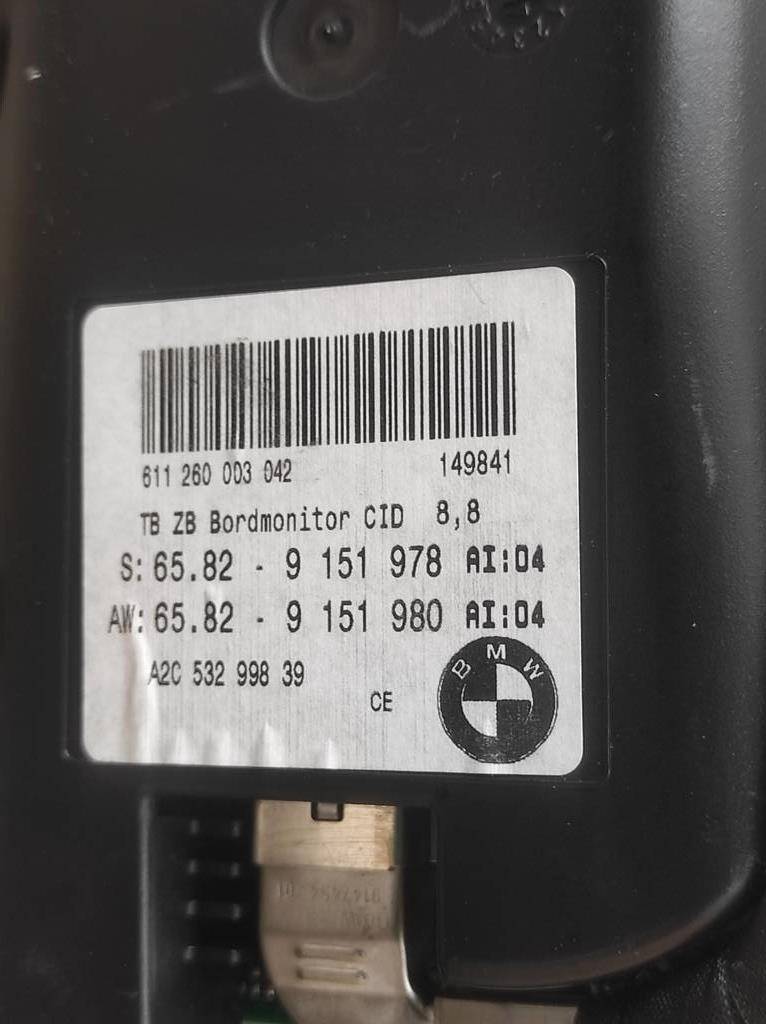 611 260 003 042 149841
TB ZB Bordmonitor CID 8,8
S: 65.82 - 9 151 978 AI:04
AW: 65.82 - 9 151 980 AI:04
A2C 532 998 39
CE
BMW